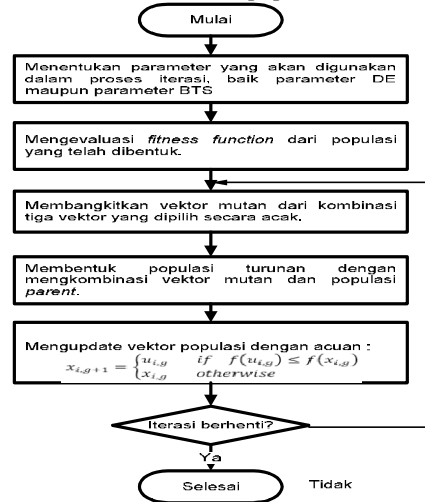 Mulai
Menentukan parameter yang akan digunakan
dalam proses iterasi, baik parameter DE
maupun parameter BTS
Mengevaluasi fitness function dari populasi
yang telah dibentuk.
Membangkitkan vektor mutan dari kombinasi
tiga vektor yang dipilih secara acak.
Membentuk populasi turunan dengan
mengkombinasi vektor mutan dan populasi
parent.
Mengupdate vektor populasi dengan acuan :
x_{i,g+1} = { u_{i,g} if f(u_{i,g}) ≤ f(x_{i,g})
x_{i,g} otherwise
Iterasi berhenti?
Ya
Selesai
Tidak